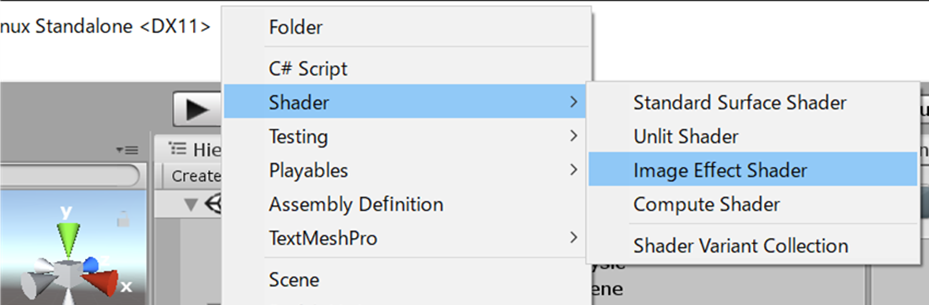 nux Standalone <DX11>
Folder
C# Script
Shader
Testing
Playables
Assembly Definition
TextMeshPro
Scene
Standard Surface Shader
Unlit Shader
Image Effect Shader
Compute Shader
Shader Variant Collection
Hie
Create
y
x
ene